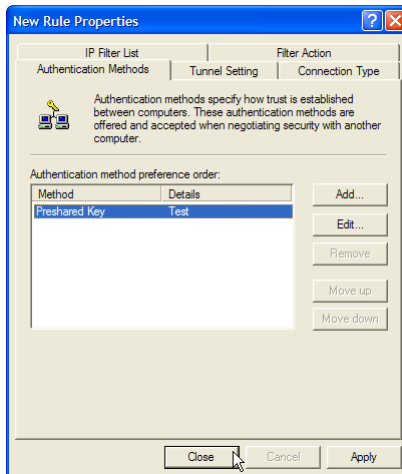 New Rule Properties
IP Filter List
Filter Action
Authentication Methods
Tunnel Setting
Connection Type
Authentication methods specify how trust is established
between computers. These authentication methods are
offered and accepted when negotiating security with another
computer.
Authentication method preference order:
Method
Details
Preshared Key
Test
Add...
Edit...
Remove
Move up
Move down
Close
Cancel
Apply